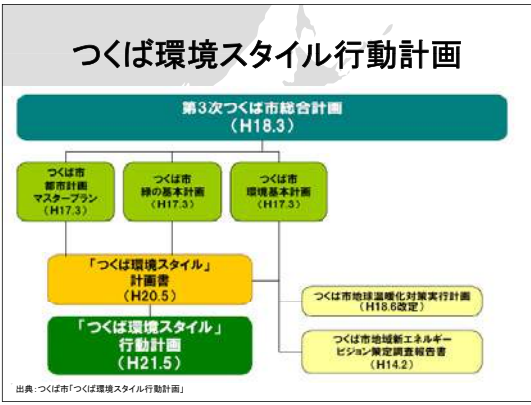 つくば環境スタイル行動計画
第3次つくば市総合計画
(H18.3)
つくば市
都市計画
マスタープラン
(H17.3)
つくば市
緑の基本計画
(H17.3)
つくば市
環境基本計画
(H17.3)
「つくば環境スタイル」
計画書
(H20.5)
つくば市地球温暖化対策実行計画
(H18.6改定)
「つくば環境スタイル」
行動計画
(H21.5)
つくば市地域新エネルギー
ビジョン策定調査報告書
(H14.2)
出典:つくば市「つくば環境スタイル行動計画」